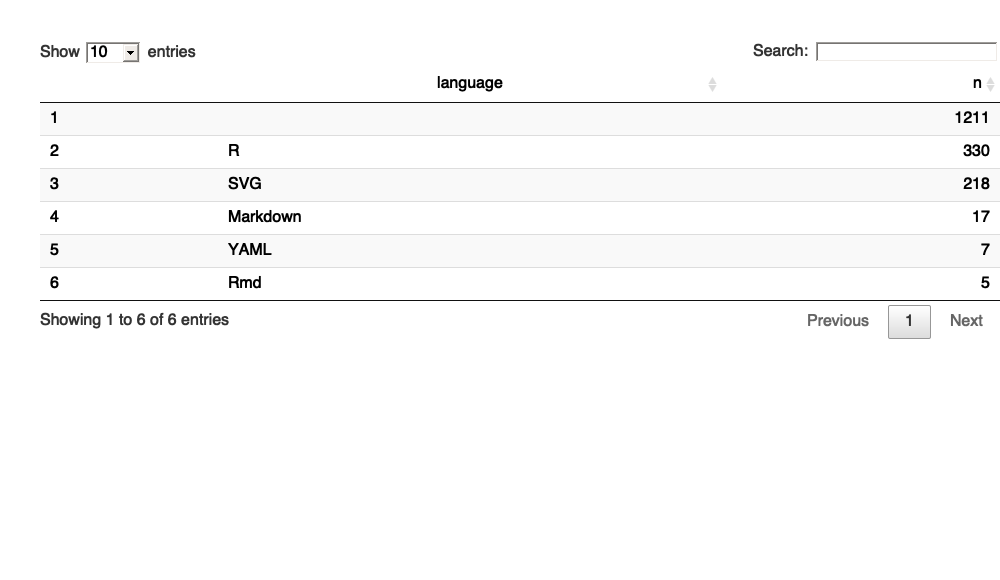 Show 10 entries Search:
language n
1 1211
2 R 330
3 SVG 218
4 Markdown 17
5 YAML 7
6 Rmd 5
Showing 1 to 6 of 6 entries Previous 1 Next